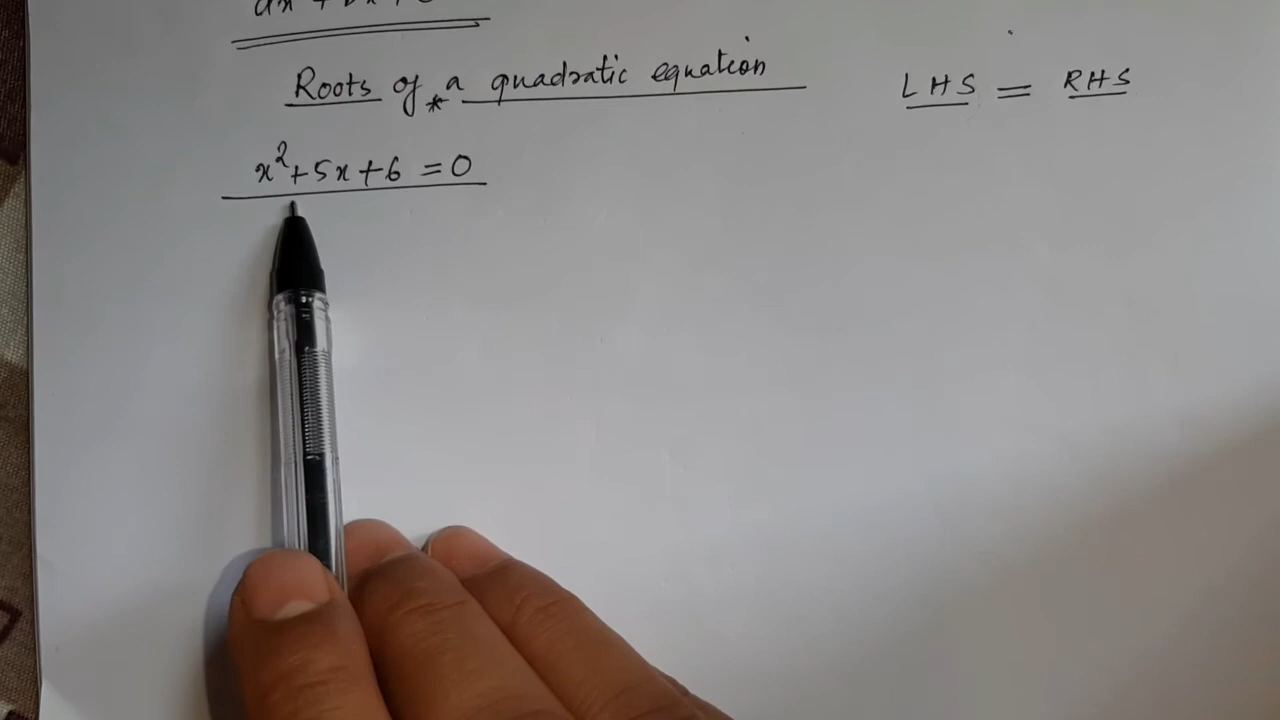 Roots of a quadratic equation
LHS = RHS
x²+5x+6 = 0